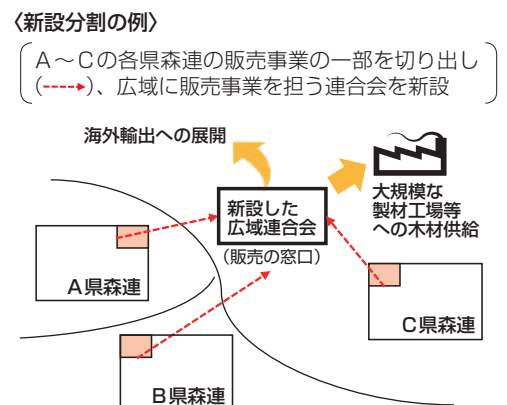 〈新設分割の例〉
A～Cの各県森連の販売事業の一部を切り出し
(----▸)、広域に販売事業を担う連合会を新設
海外輸出への展開
大規模な
製材工場等
への木材供給
新設した
広域連合会
(販売の窓口)
A県森連
C県森連
B県森連